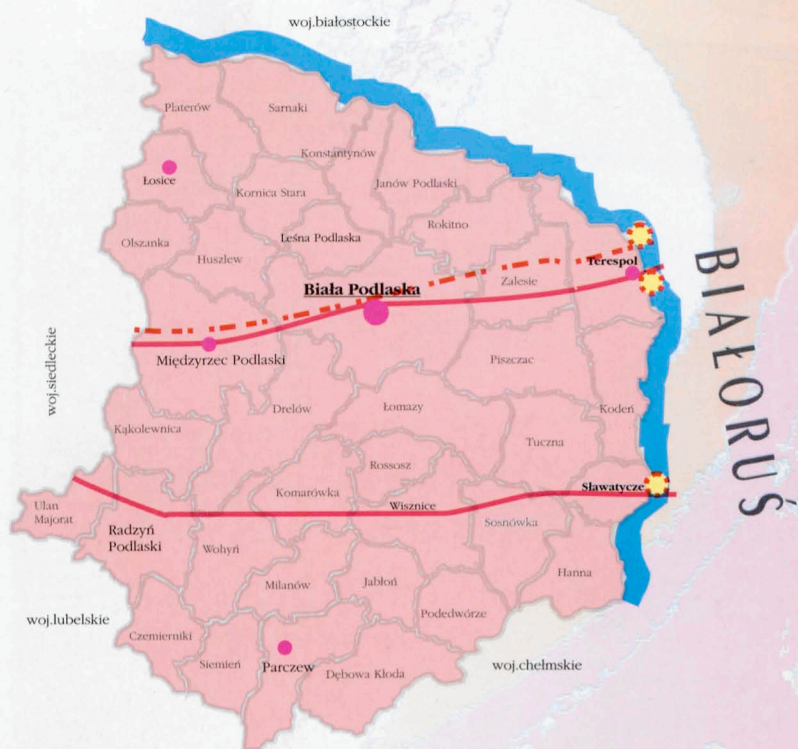 woj.białostockie
Platerów
Sarnaki
Konstantynów
Łosice
Kornica Stara
Janów Podlaski
Olszanka
Huszlew
Leśna Podlaska
Rokitno
Terespol
Biała Podlaska
Zalesie
BIAŁORUŚ
woj.siedleckie
Międzyrzec Podlaski
Piszczac
Drelów
Łomazy
Kodeń
Kąkolewnica
Tuczna
Rossosz
Sławatycze
Komarówka
Wisznice
Ulan
Majorat
Radzyń
Podlaski
Wohyń
Sosnówka
Milanów
Jabłoń
Hanna
Podedwórze
woj.lubelskie
Czemierniki
Siemień
Parczew
Dębowa Kłoda
woj.chełmskie